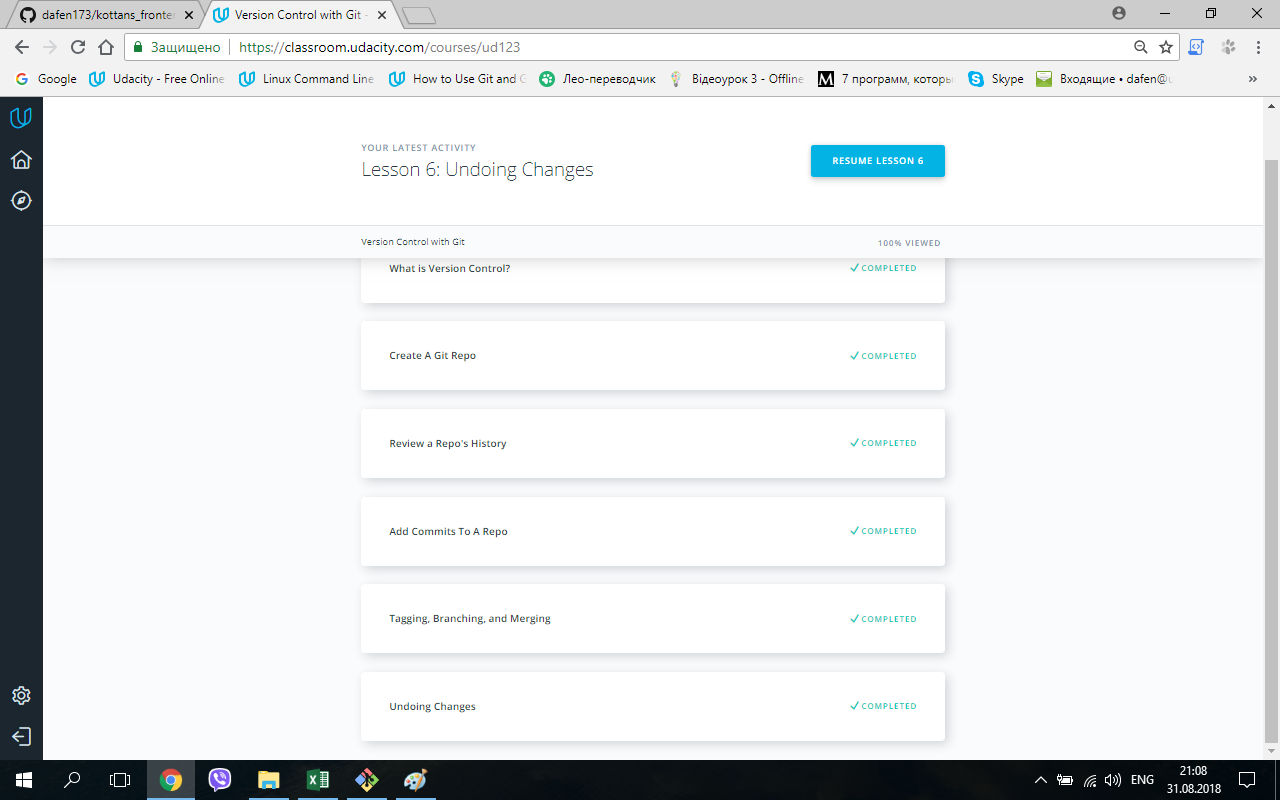 dafen173/kottans_fronte
Version Control with Git -
Защищено
https://classroom.udacity.com/courses/ud123
Google
Udacity - Free Online
Linux Command Line
How to Use Git and G
Лео-переводчик
Відеоурок 3 - Offline
M
7 программ, которы
Skype
Входящие • dafen@u
»
YOUR LATEST ACTIVITY
Lesson 6: Undoing Changes
RESUME LESSON 6
Version Control with Git
100% VIEWED
What is Version Control?
COMPLETED
Create A Git Repo
COMPLETED
Review a Repo's History
COMPLETED
Add Commits To A Repo
COMPLETED
Tagging, Branching, and Merging
COMPLETED
Undoing Changes
COMPLETED
ENG
21:08
31.08.2018